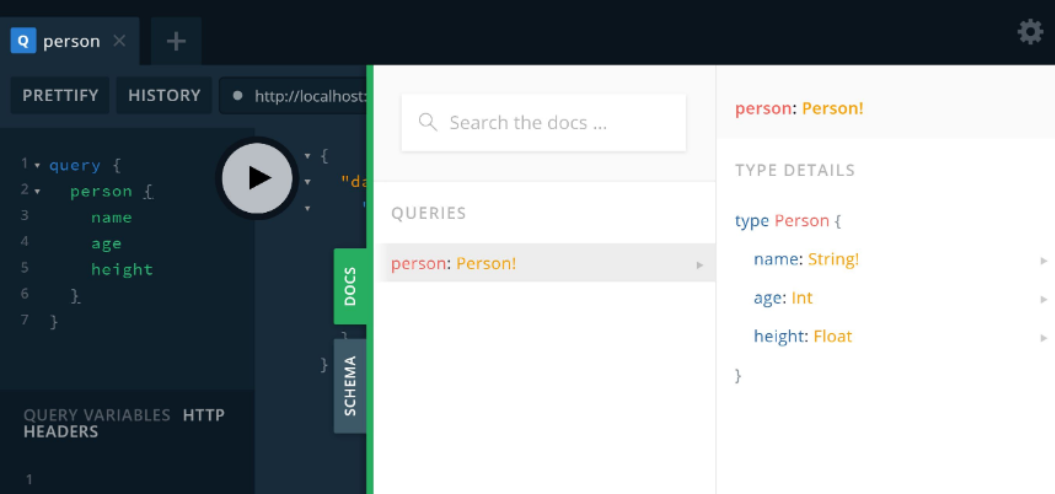 Q person ×
+
PRETTIFY
HISTORY
http://localhost:
1 query {
2 person {
3 name
4 age
5 height
6 }
7 }
{
"da
"
}
}
QUERY VARIABLES HTTP HEADERS
1
DOCS
SCHEMA
Search the docs ...
QUERIES
person: Person!
person: Person!
TYPE DETAILS
type Person {
name: String!
age: Int
height: Float
}